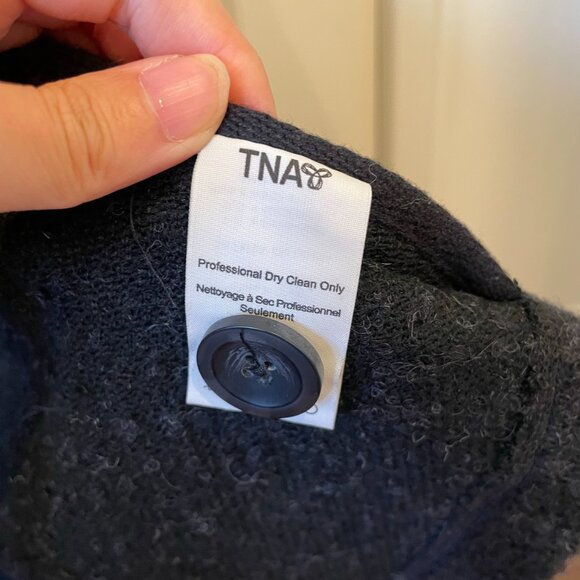 TNA
Professional Dry Clean Only
Nettoyage à Sec Professionnel
Seulement